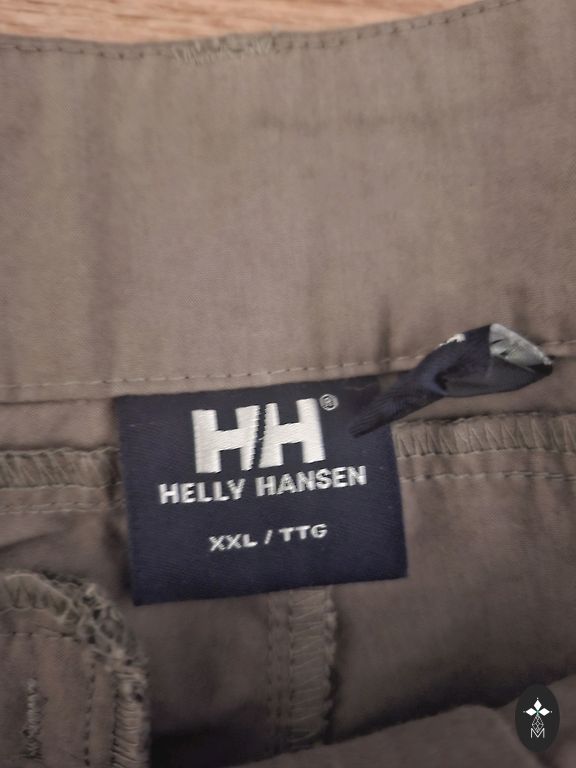 HH®
HELLY HANSEN
XXL / TTG
M